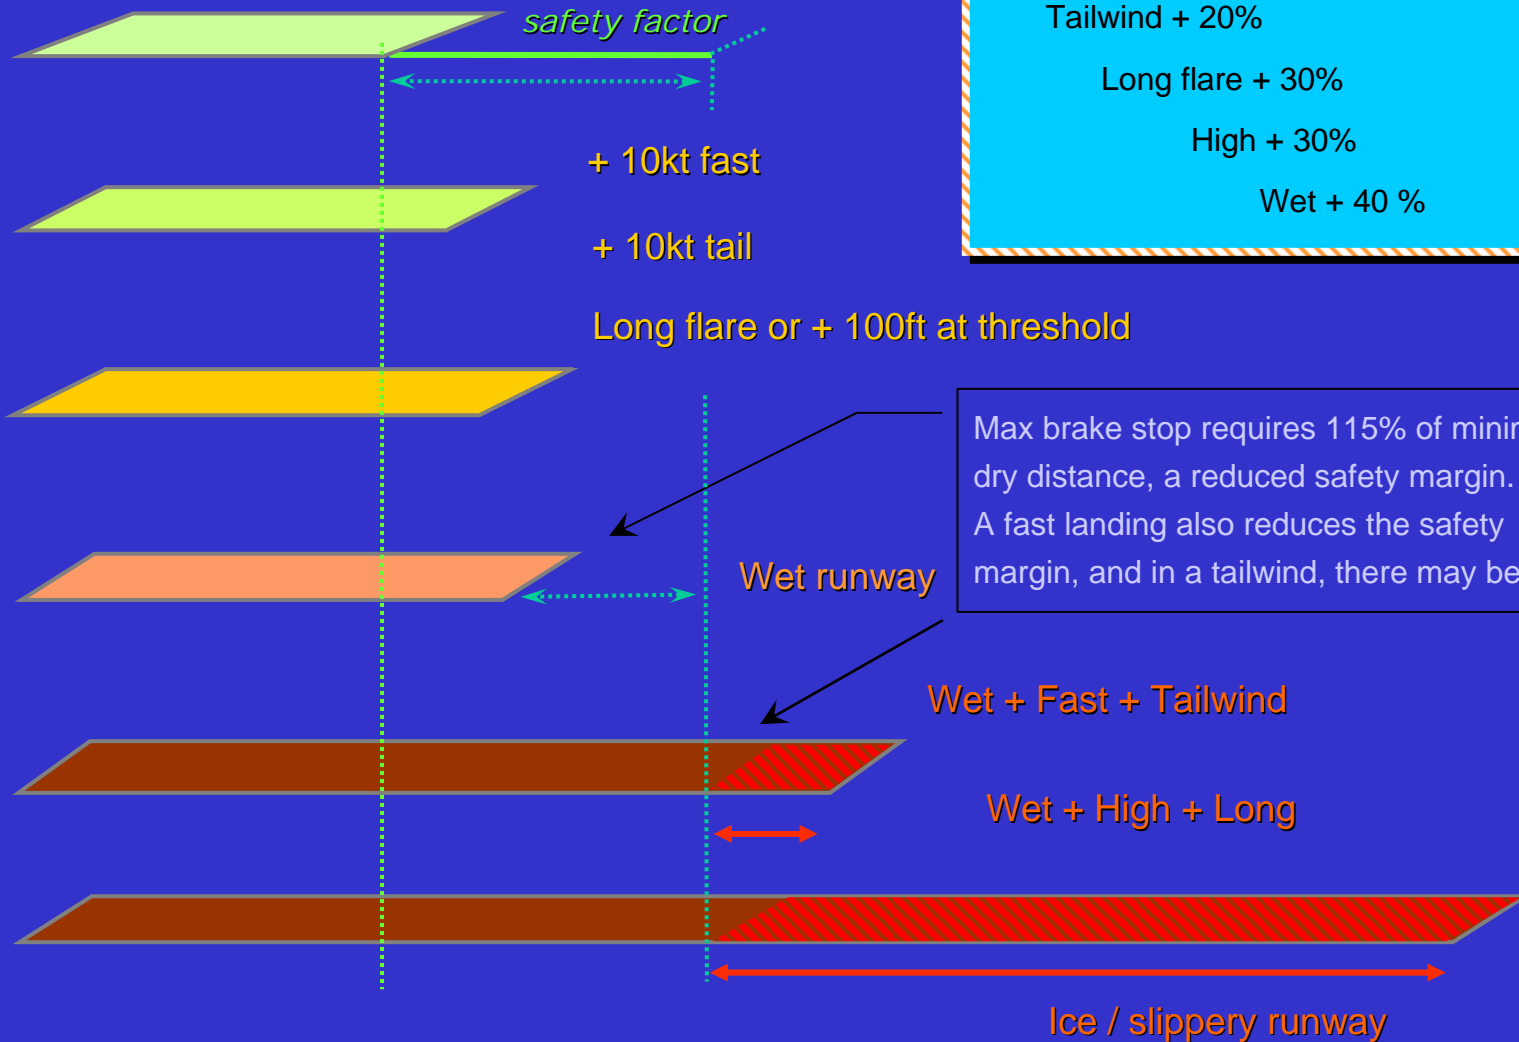 safety factor
Tailwind + 20%
Long flare + 30%
High + 30%
Wet + 40 %
+ 10kt fast
+ 10kt tail
Long flare or + 100ft at threshold
Max brake stop requires 115% of
dry distance, a reduced safety margin.
A fast landing also reduces the safety
margin, and in a tailwind, there may be
Wet runway
Wet + Fast + Tailwind
Wet + High + Long
Ice / slippery runway